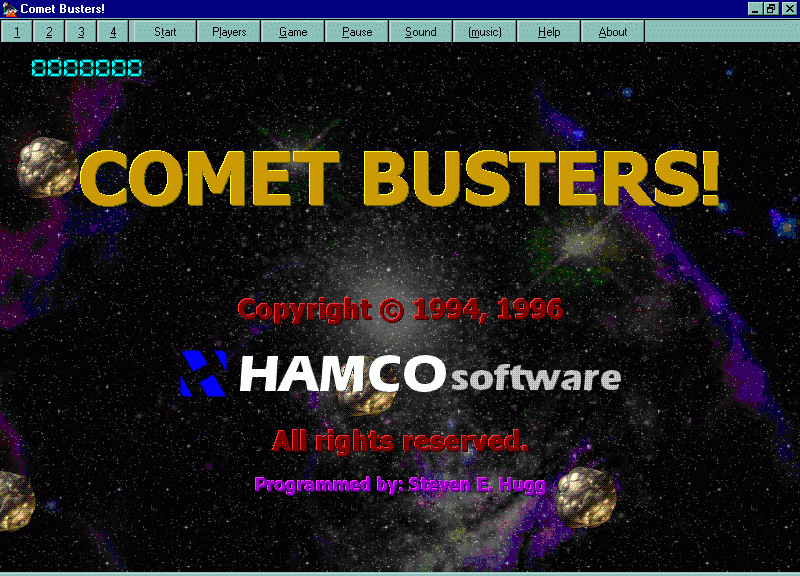 Comet Busters!
1 2 3 4 Start Players Game Pause Sound (music) Help About
0000000
COMET BUSTERS!
Copyright © 1994, 1996
HAMCO software
All rights reserved.
Programmed by: Steven E. Hugg